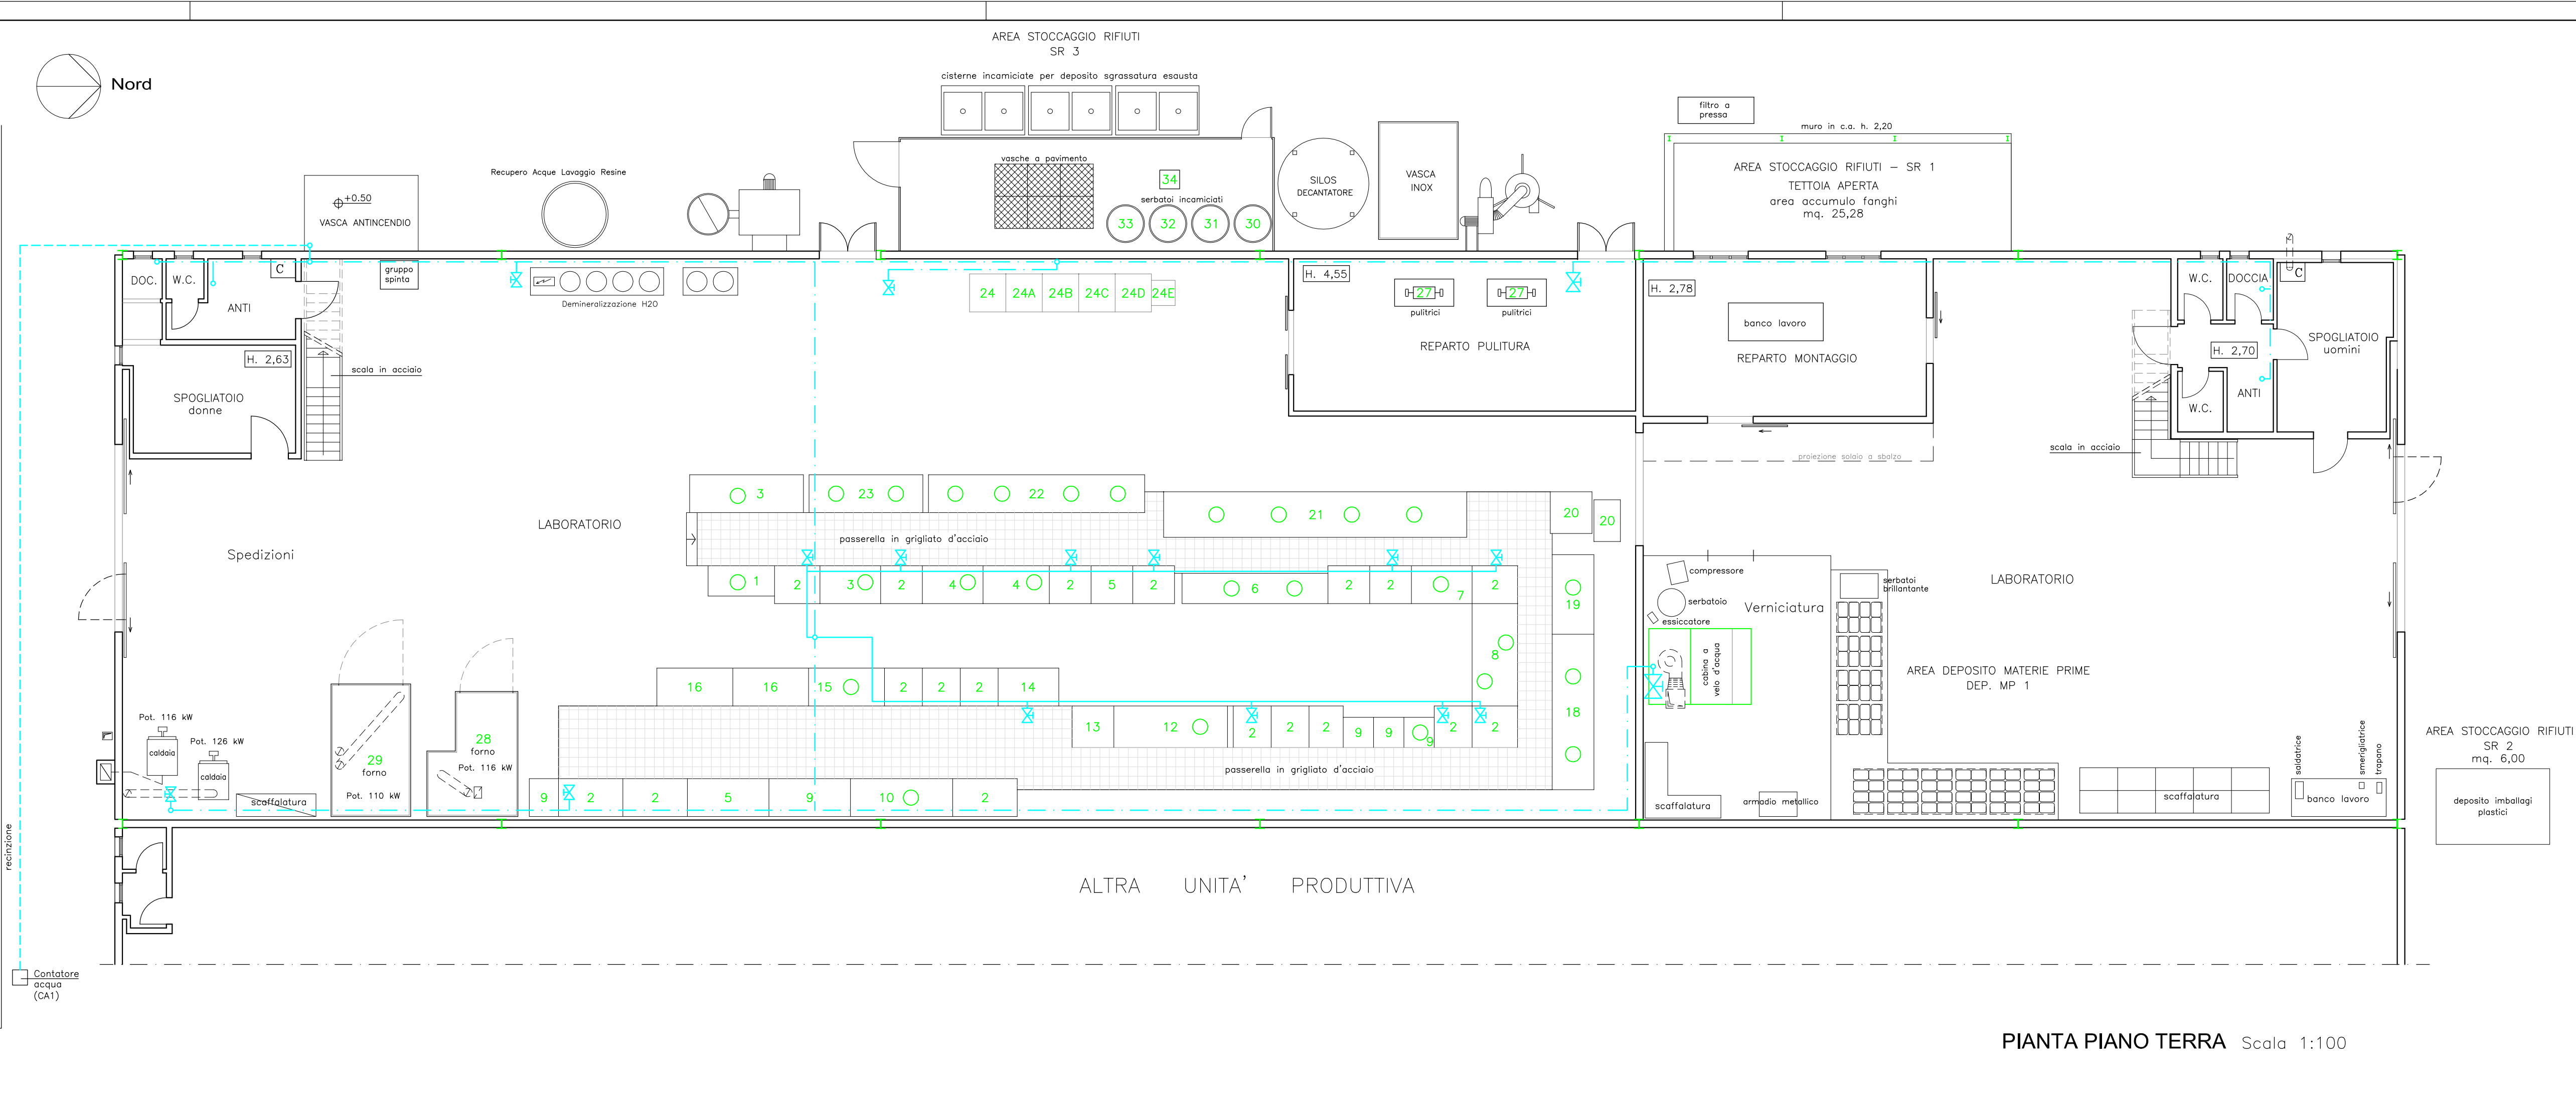 AREA STOCCAGGIO RIFIUTI
SR 3
cisterne incamiciate per deposito sgrassatura esausta
Nord
filtro a
pressa
muro in c.a. h. 2,20
vasche a pavimento
34
serbatoi incamiciati
33
32
31
30
SILOS
DECANTATORE
VASCA
INOX
AREA STOCCAGGIO RIFIUTI – SR 1
TETTOIA APERTA
area accumulo fanghi
mq. 25,28
Recupero Acque Lavaggio Resine
+0.50
VASCA ANTINCENDIO
DOC.
W.C.
C
ANTI
gruppo
spinta
Demineralizzazione H2O
24
24A
24B
24C
24D
24E
H. 4,55
27
27
pulitrici
pulitrici
REPARTO PULITURA
H. 2,78
banco lavoro
REPARTO MONTAGGIO
W.C.
DOCCIA
C
H. 2,70
SPOGLIATOIO
uomini
ANTI
W.C.
H. 2,63
scala in acciaio
SPOGLIATOIO
donne
scala in acciaio
proiezione solaio a sbalzo
LABORATORIO
Spedizioni
3
23
22
21
20
20
passerella in grigliato d'acciaio
1
2
3
2
4
4
2
5
2
6
2
2
7
2
19
8
18
16
16
15
2
2
2
14
13
12
2
2
2
9
9
9
2
2
passerella in grigliato d'acciaio
9
2
2
5
9
10
2
compressore
serbatoio
essiccatore
Verniciatura
cabina a
velo d'acqua
serbatoi
brillantante
LABORATORIO
AREA DEPOSITO MATERIE PRIME
DEP. MP 1
scaffalatura
armadio metallico
scaffalatura
saldatrice
smerigliatrice
trapano
banco lavoro
AREA STOCCAGGIO RIFIUTI
SR 2
mq. 6,00
deposito imballagi
plastici
Pot. 116 kW
caldaia
Pot. 126 kW
caldaia
scaffalatura
29
forno
Pot. 110 kW
28
forno
Pot. 116 kW
recinzione
ALTRA UNITA' PRODUTTIVA
Contatore
acqua
(CA1)
PIANTA PIANO TERRA Scala 1:100